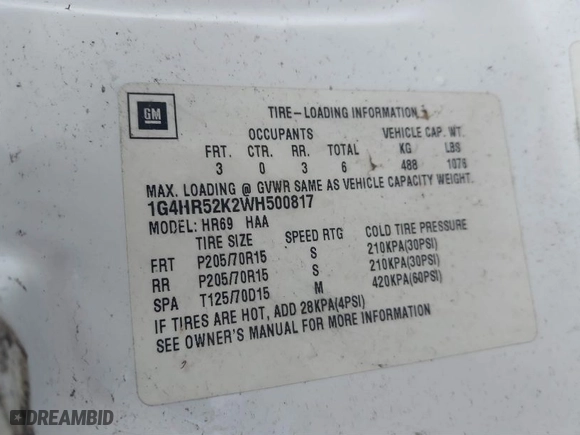 GM
TIRE-LOADING INFORMATION
OCCUPANTS VEHICLE CAP. WT.
FRT. CTR. RR. TOTAL KG LBS
3 0 3 6 488 1076
MAX. LOADING @ GVWR SAME AS VEHICLE CAPACITY WEIGHT.
1G4HR52K2WH500817
MODEL: HR69 HAA
TIRE SIZE SPEED RTG COLD TIRE PRESSURE
FRT P205/70R15 S 210KPA(30PSI)
RR P205/70R15 S 210KPA(30PSI)
SPA T125/70D15 M 420KPA(60PSI)
IF TIRES ARE HOT, ADD 28KPA(4PSI)
SEE OWNER'S MANUAL FOR MORE INFORMATION
DREAMBID